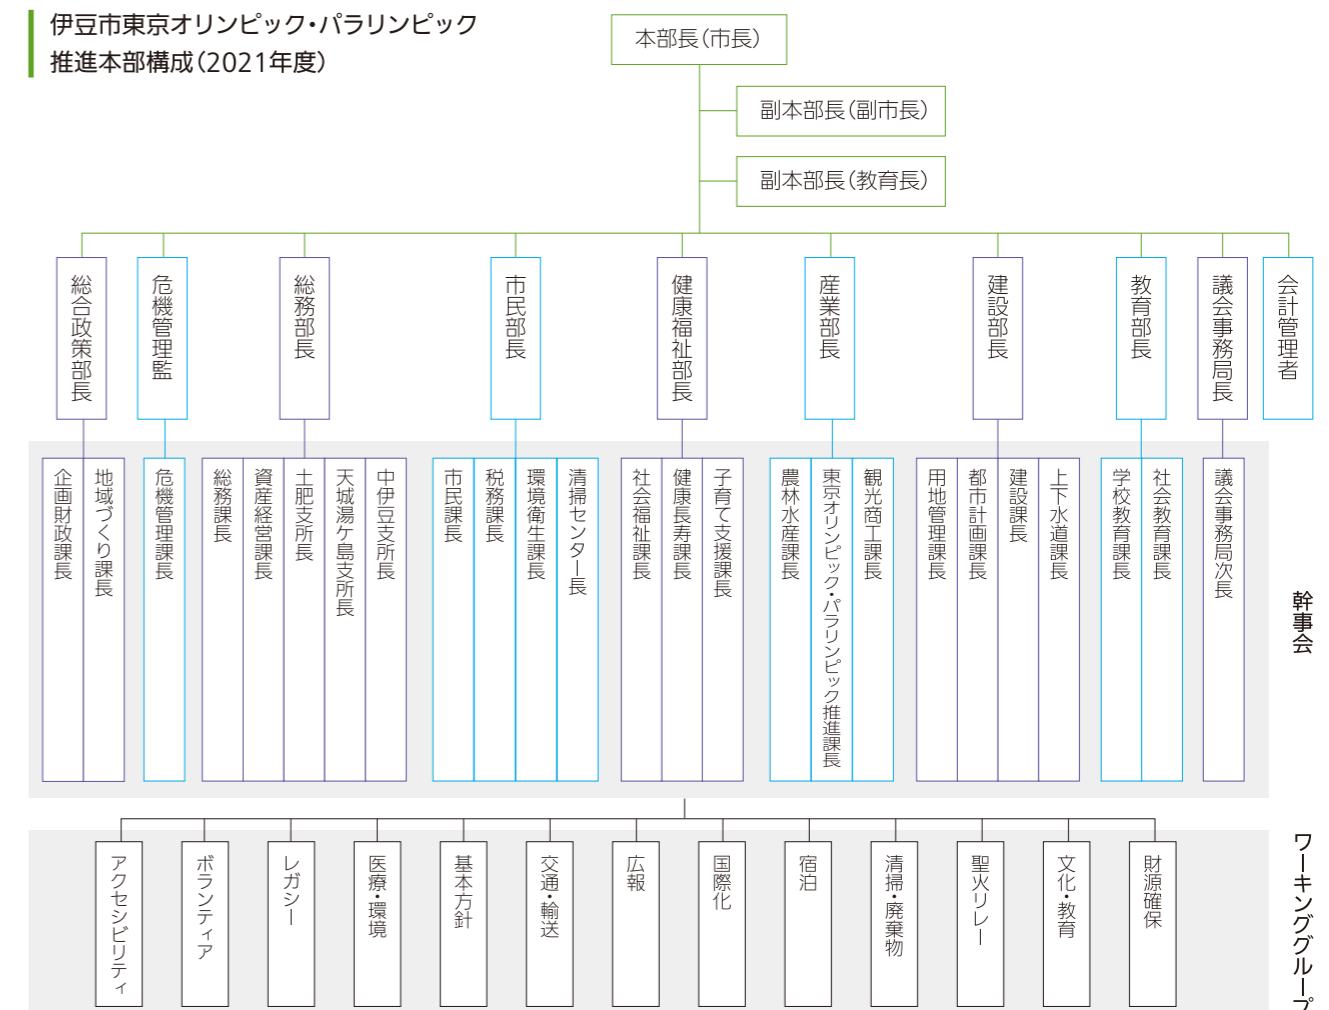 伊豆市東京オリンピック・パラリンピック
推進本部構成（2021年度）
本部長（市長）
副本部長（副市長）
副本部長（教育長）
総合政策部長
危機管理監
総務部長
市民部長
健康福祉部長
産業部長
建設部長
教育部長
議会事務局長
会計管理者
企画財政課長
地域づくり課長
危機管理課長
総務課長
資産経営課長
土肥支所長
天城湯ケ島支所長
中伊豆支所長
市民課長
税務課長
環境衛生課長
清掃センター長
社会福祉課長
健康長寿課長
子育て支援課長
農林水産課長
東京オリンピック・パラリンピック推進課長
観光商工課長
用地管理課長
都市計画課長
建設課長
上下水道課長
学校教育課長
社会教育課長
議会事務局次長
幹事会
アクセシビリティ
ボランティア
レガシー
医療・環境
基本方針
交通・輸送
広報
国際化
宿泊
清掃・廃棄物
聖火リレー
文化・教育
財源確保
ワーキンググループ